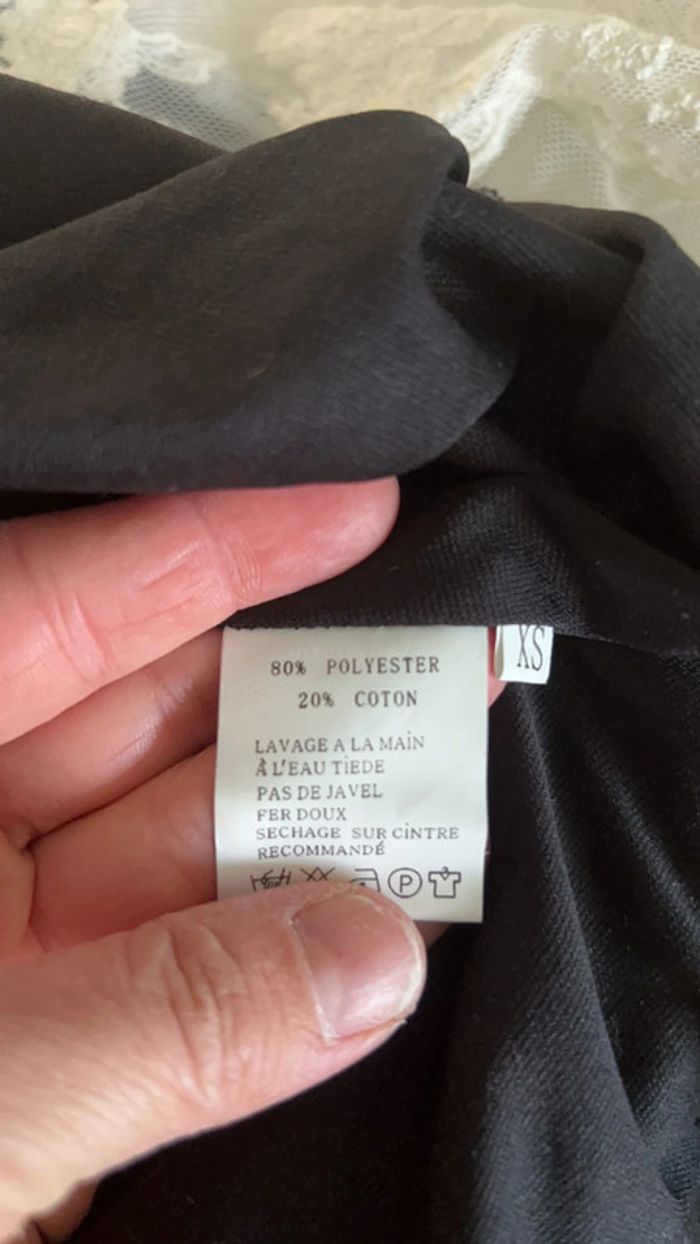 80% POLYESTER
20% COTON
LAVAGE A LA MAiN
À L'EAU TiEDE
PAS DE JAVEL
FER DOUX
SECHAGE SUR CiNTRE
RECOMMANDÉ
P
XS